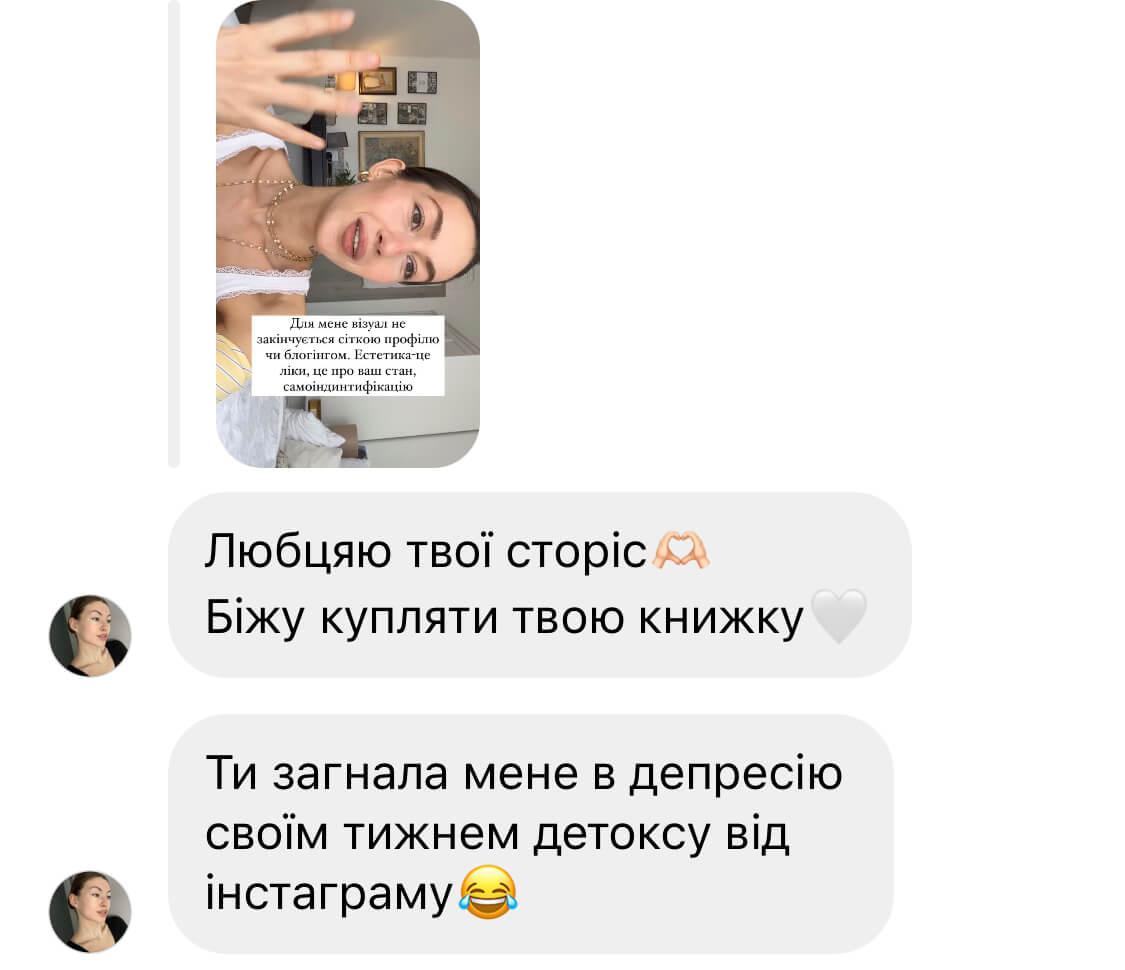 Для мене візуал не
закінчується сіткою профілю
чи блогінгом. Естетика-це
ліки, це про ваш стан,
самоіндинтифікацію
Любцяю твої сторіс🫶🏻
Біжу купляти твою книжку🤍
Ти загнала мене в депресію
своїм тижнем детоксу від
інстаграму😂